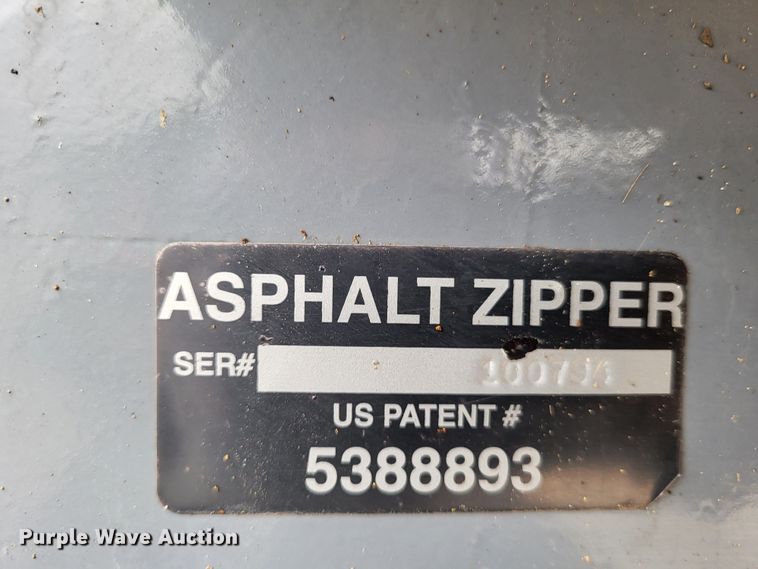 ASPHALT ZIPPER
SER#
US PATENT #
5388893
Purple Wave Auction